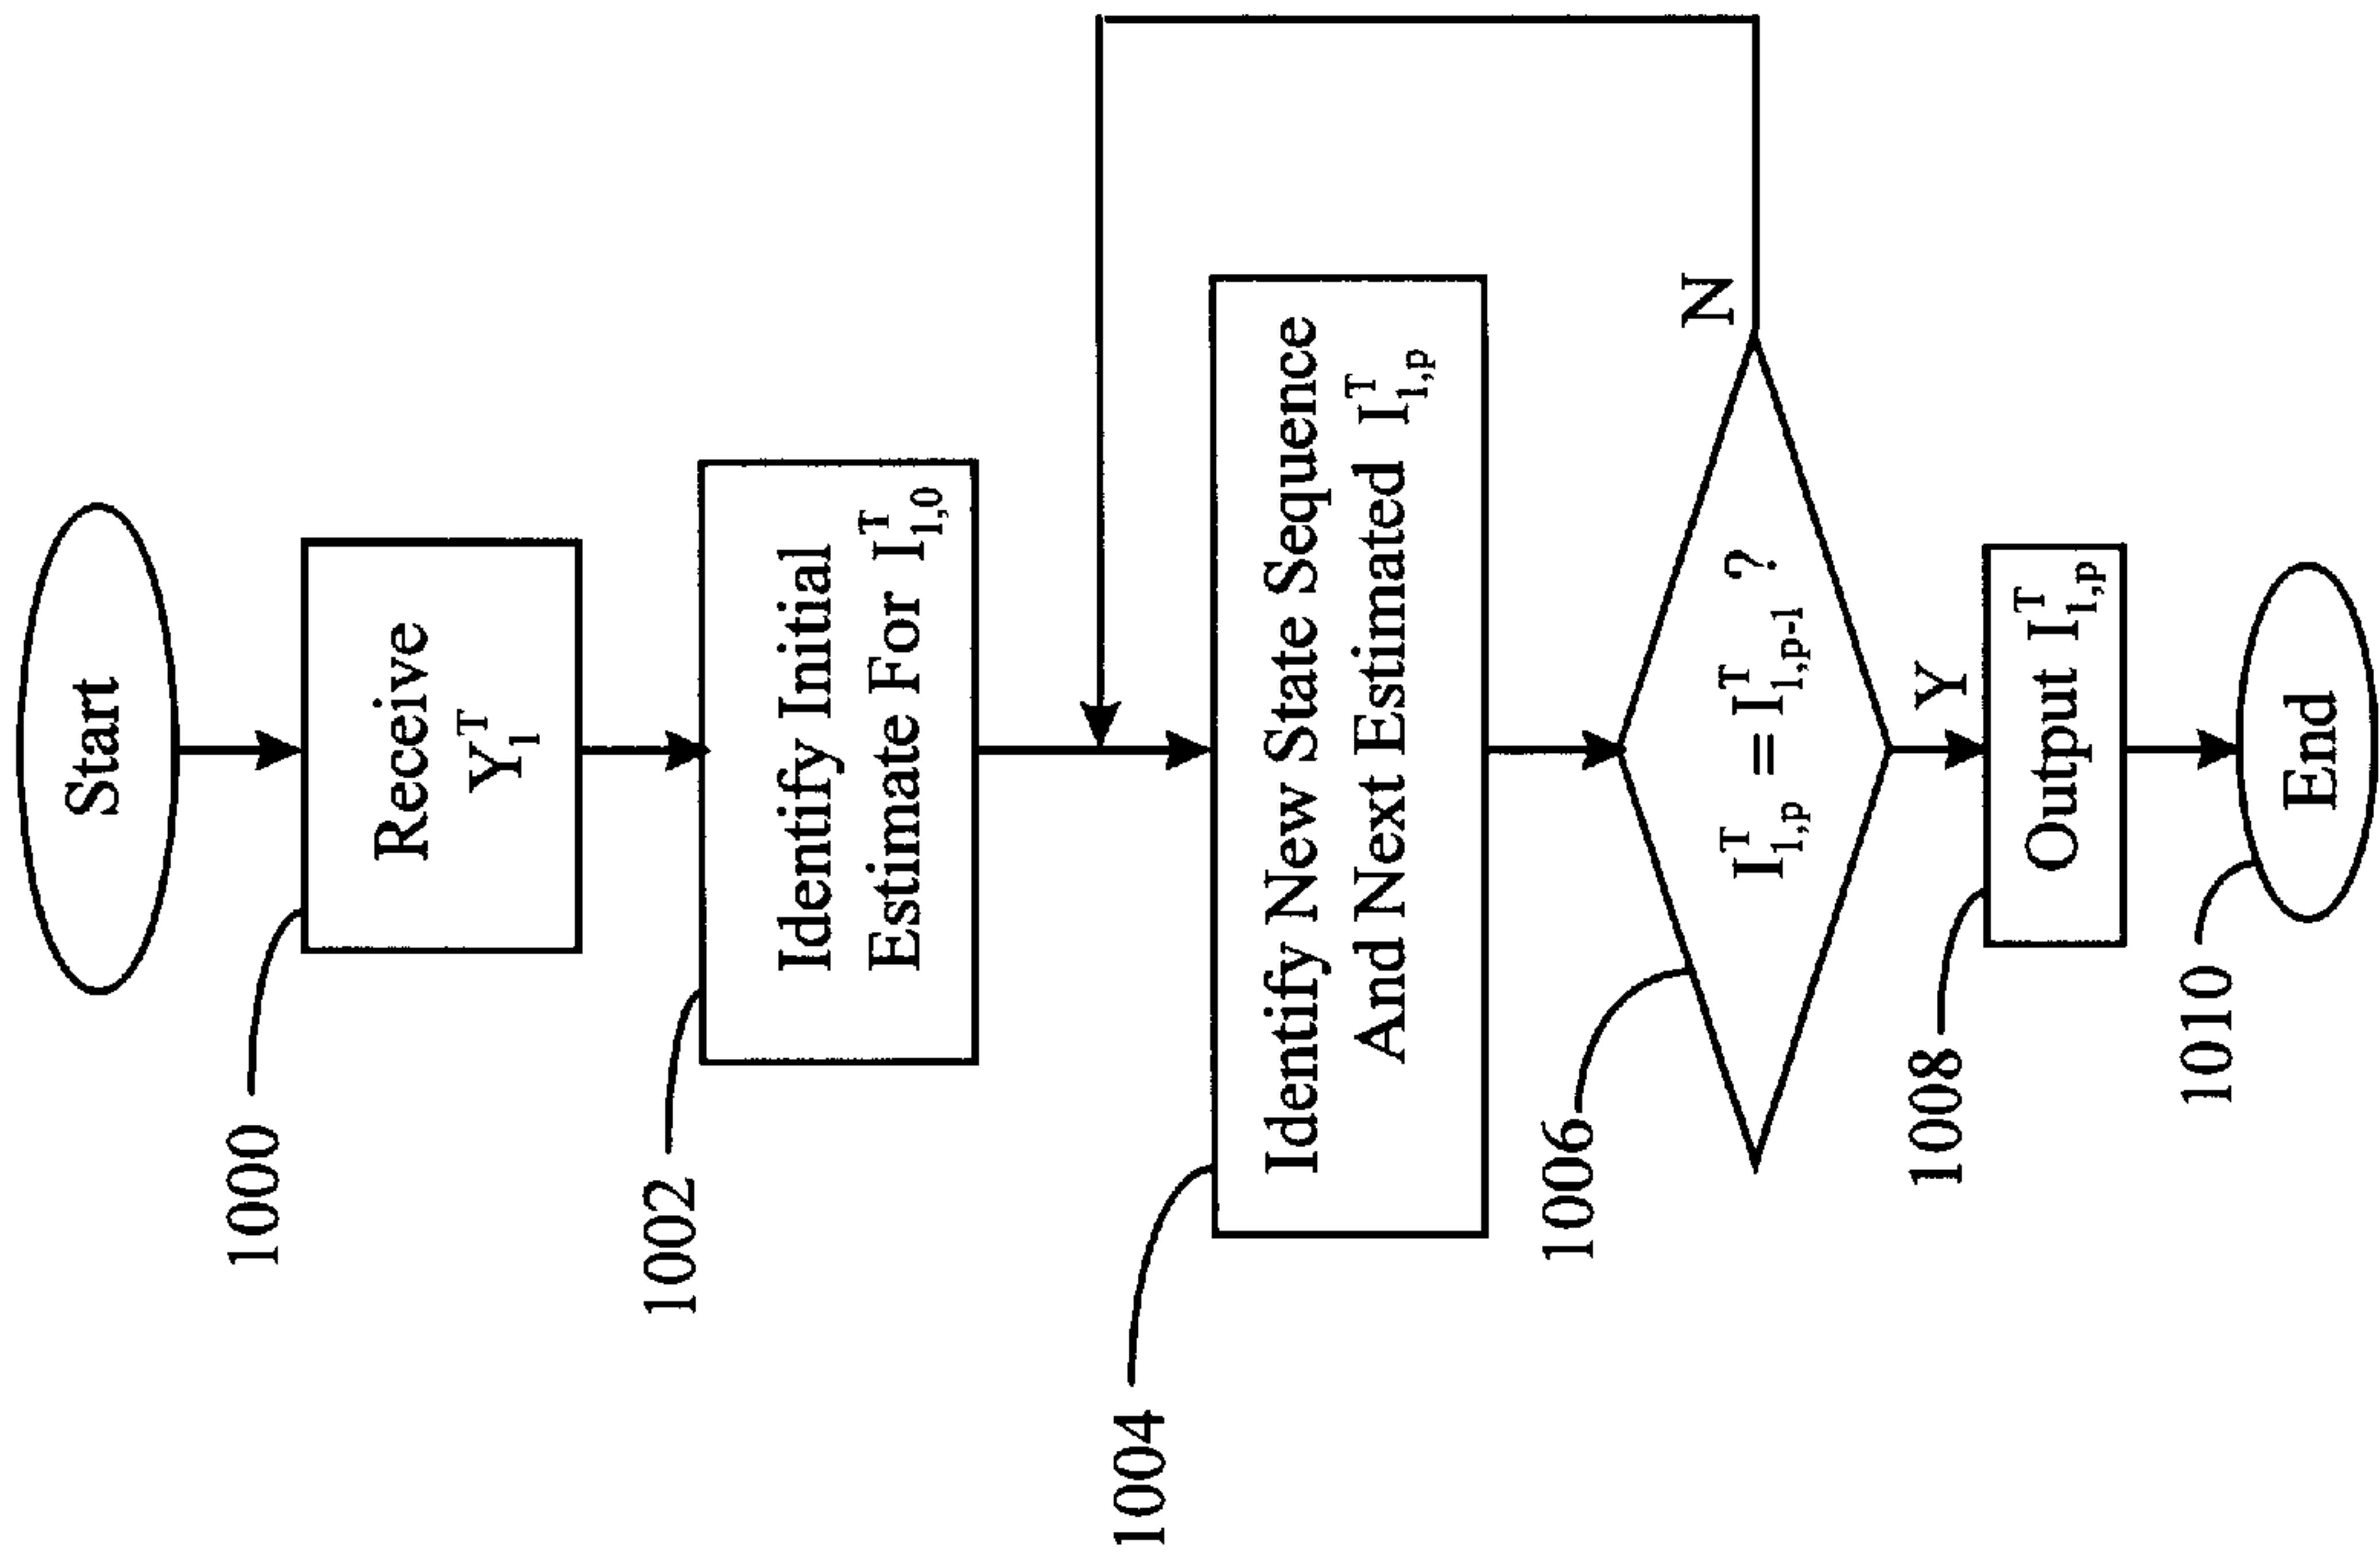 Start
1000
Receive
Y₁ᵀ
1002
Identify Initial
Estimate For I₁,₀ᵀ
1004
Identify New State Sequence
And Next Estimated I₁,ₚᵀ
1006
I₁,ₚᵀ = I₁,ₚ₋₁ᵀ ?
N
Y
1008
Output I₁,ₚᵀ
1010
End